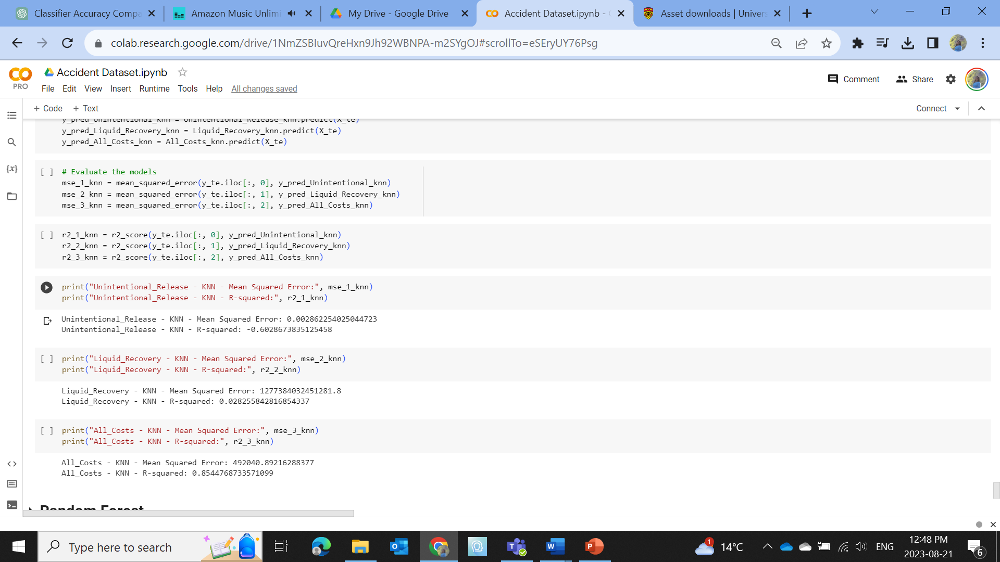 Classifier Accuracy Compa
Amazon Music Unlimi
My Drive - Google Drive
Accident Dataset.ipynb -
Asset downloads | Univers
colab.research.google.com/drive/1NmZSBIuvQreHxn9Jh92WBNPA-m2SYgOJ#scrollTo=eSEryUY76Psg
PRO
Accident Dataset.ipynb
File Edit View Insert Runtime Tools Help All changes saved
Comment
Share
+ Code + Text
Connect
y_pred_Unintentional_knn = Unintentional_Release_knn.predict(X_te)
y_pred_Liquid_Recovery_knn = Liquid_Recovery_knn.predict(X_te)
y_pred_All_Costs_knn = All_Costs_knn.predict(X_te)
[ ] # Evaluate the models
mse_1_knn = mean_squared_error(y_te.iloc[:, 0], y_pred_Unintentional_knn)
mse_2_knn = mean_squared_error(y_te.iloc[:, 1], y_pred_Liquid_Recovery_knn)
mse_3_knn = mean_squared_error(y_te.iloc[:, 2], y_pred_All_Costs_knn)
[ ] r2_1_knn = r2_score(y_te.iloc[:, 0], y_pred_Unintentional_knn)
r2_2_knn = r2_score(y_te.iloc[:, 1], y_pred_Liquid_Recovery_knn)
r2_3_knn = r2_score(y_te.iloc[:, 2], y_pred_All_Costs_knn)
print("Unintentional_Release - KNN - Mean Squared Error:", mse_1_knn)
print("Unintentional_Release - KNN - R-squared:", r2_1_knn)
Unintentional_Release - KNN - Mean Squared Error: 0.002862254025044723
Unintentional_Release - KNN - R-squared: -0.6028673835125458
[ ] print("Liquid_Recovery - KNN - Mean Squared Error:", mse_2_knn)
print("Liquid_Recovery - KNN - R-squared:", r2_2_knn)
Liquid_Recovery - KNN - Mean Squared Error: 1277384032451281.8
Liquid_Recovery - KNN - R-squared: 0.028255842816854337
[ ] print("All_Costs - KNN - Mean Squared Error:", mse_3_knn)
print("All_Costs - KNN - R-squared:", r2_3_knn)
All_Costs - KNN - Mean Squared Error: 492040.89216288377
All_Costs - KNN - R-squared: 0.8544768733571099
Random Forest
Type here to search
1
14°C
ENG
12:48 PM
2023-08-21
6